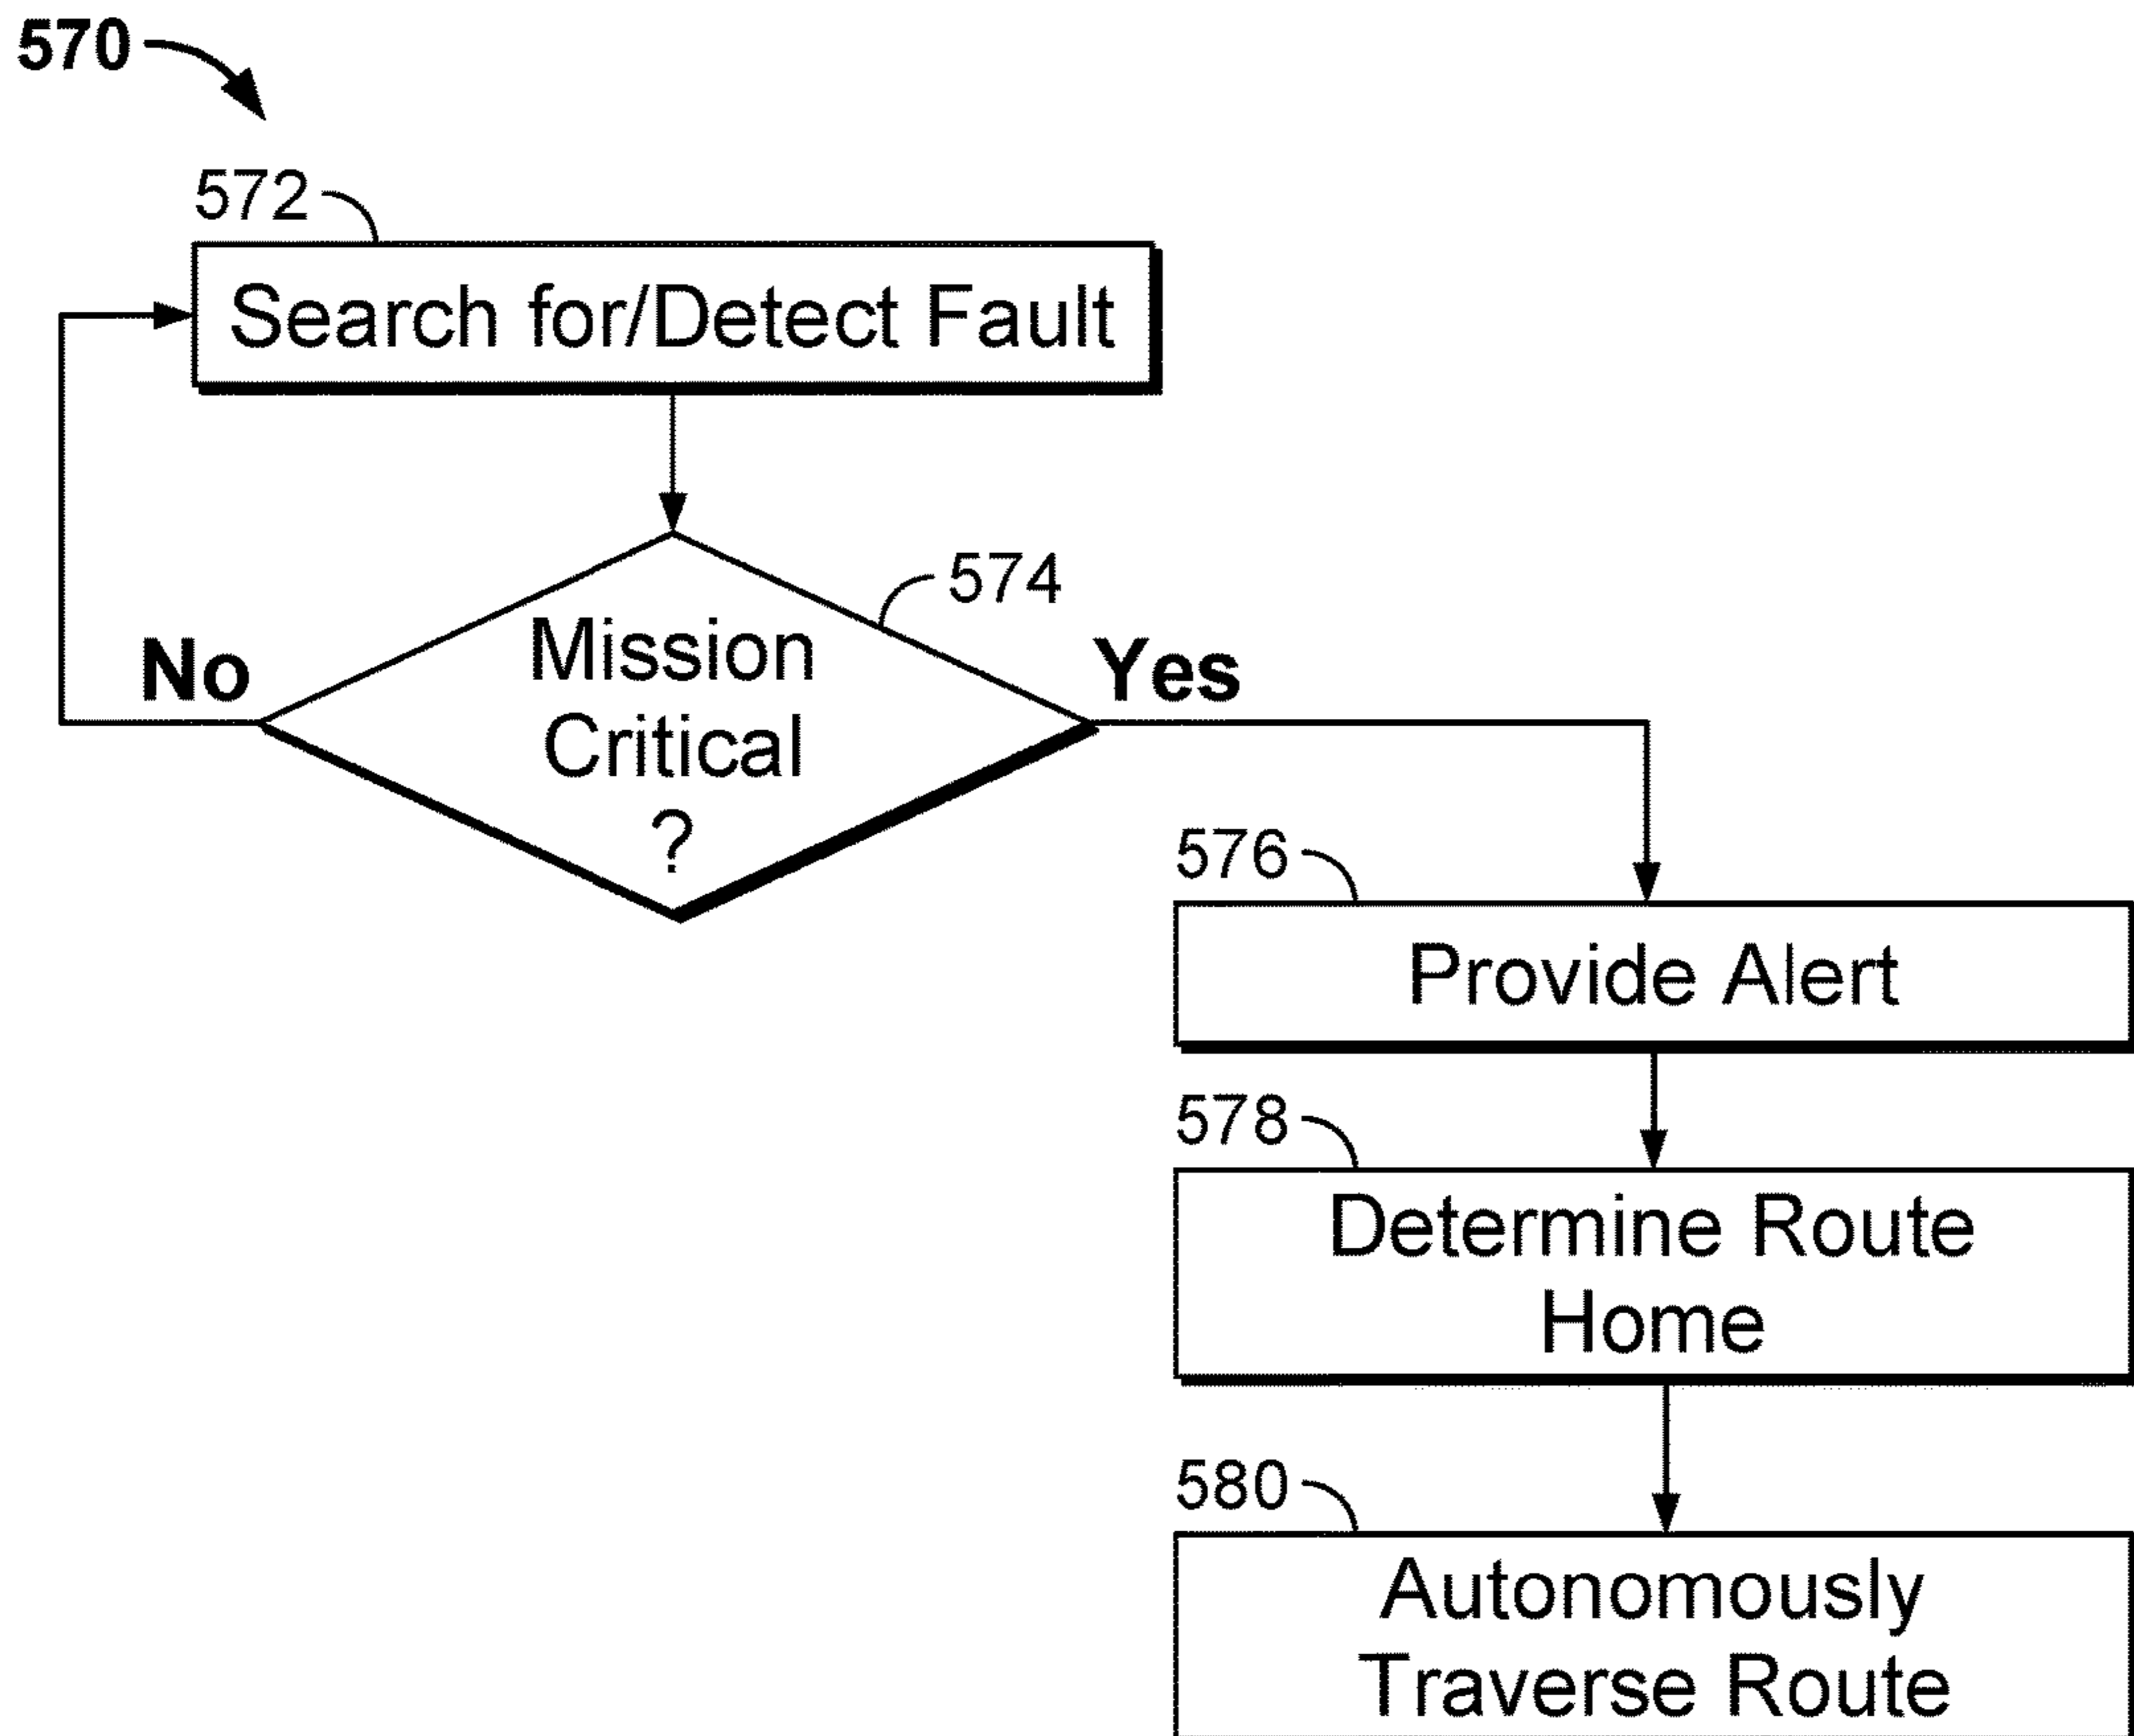 570
572
Search for/Detect Fault
574
Mission
Critical
?
No
Yes
576
Provide Alert
578
Determine Route
Home
580
Autonomously
Traverse Route